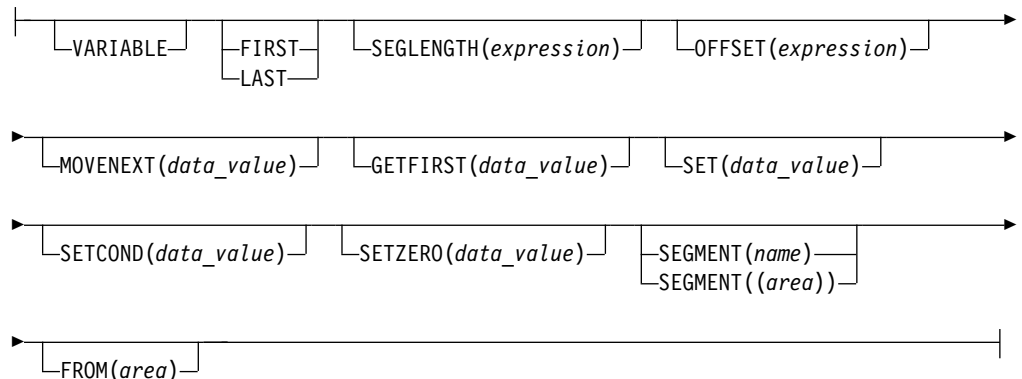 VARIABLE FIRST SEGLENGTH(expression) OFFSET(expression)
LAST
MOVENEXT(data_value) GETFIRST(data_value) SET(data_value)
SETCOND(data_value) SETZERO(data_value) SEGMENT(name)
SEGMENT((area))
FROM(area)